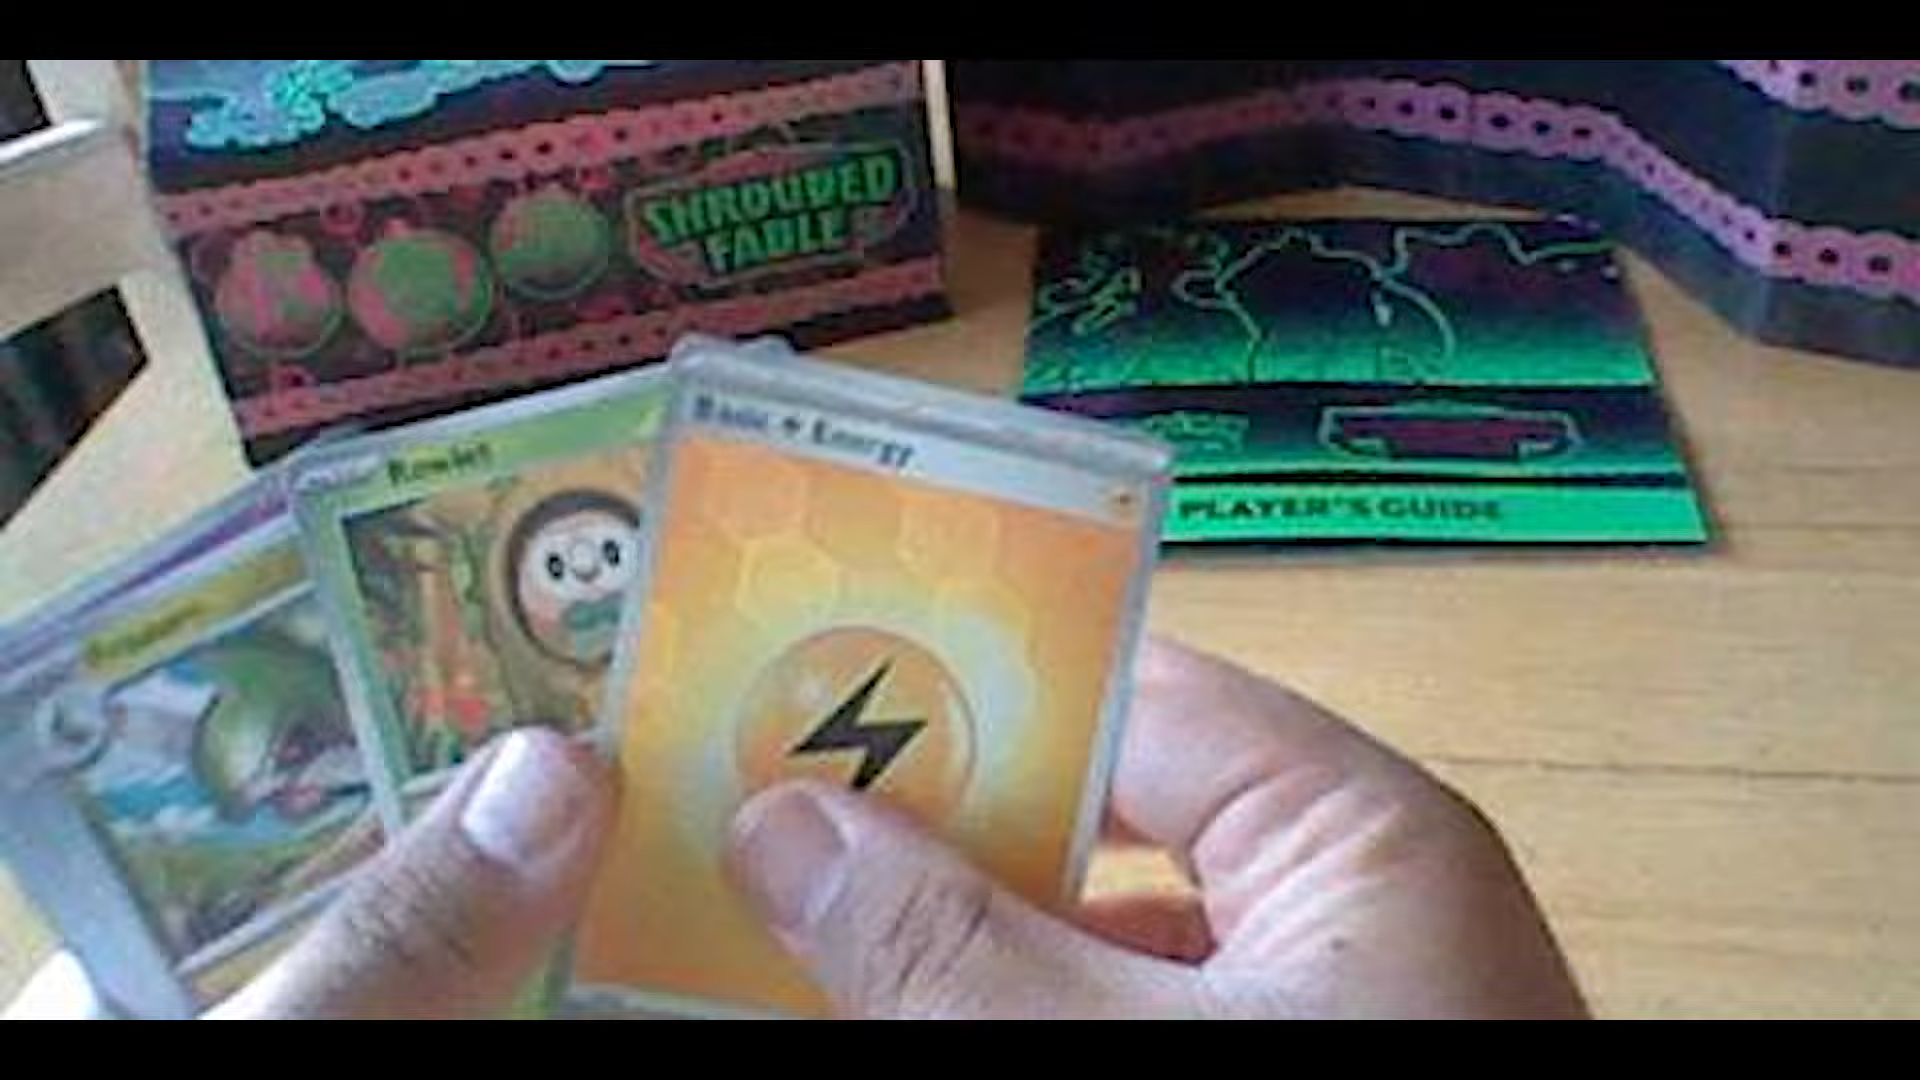 SHROUDED
FABLE
Rowlet
Basic Energy
PLAYER'S GUIDE